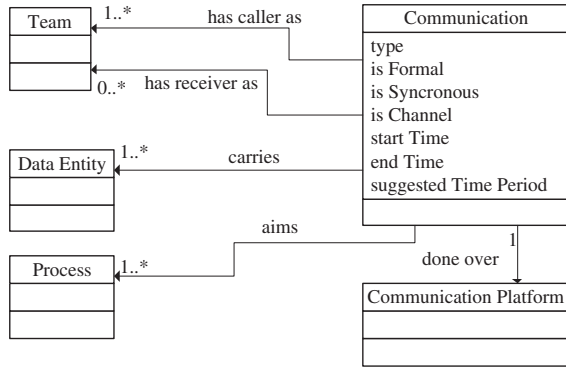 Team
1..*
has caller as
Communication
type
is Formal
is Syncronous
is Channel
start Time
end Time
suggested Time Period
0..*
has receiver as
Data Entity
1..*
carries
aims
Process
1..*
1
done over
Communication Platform